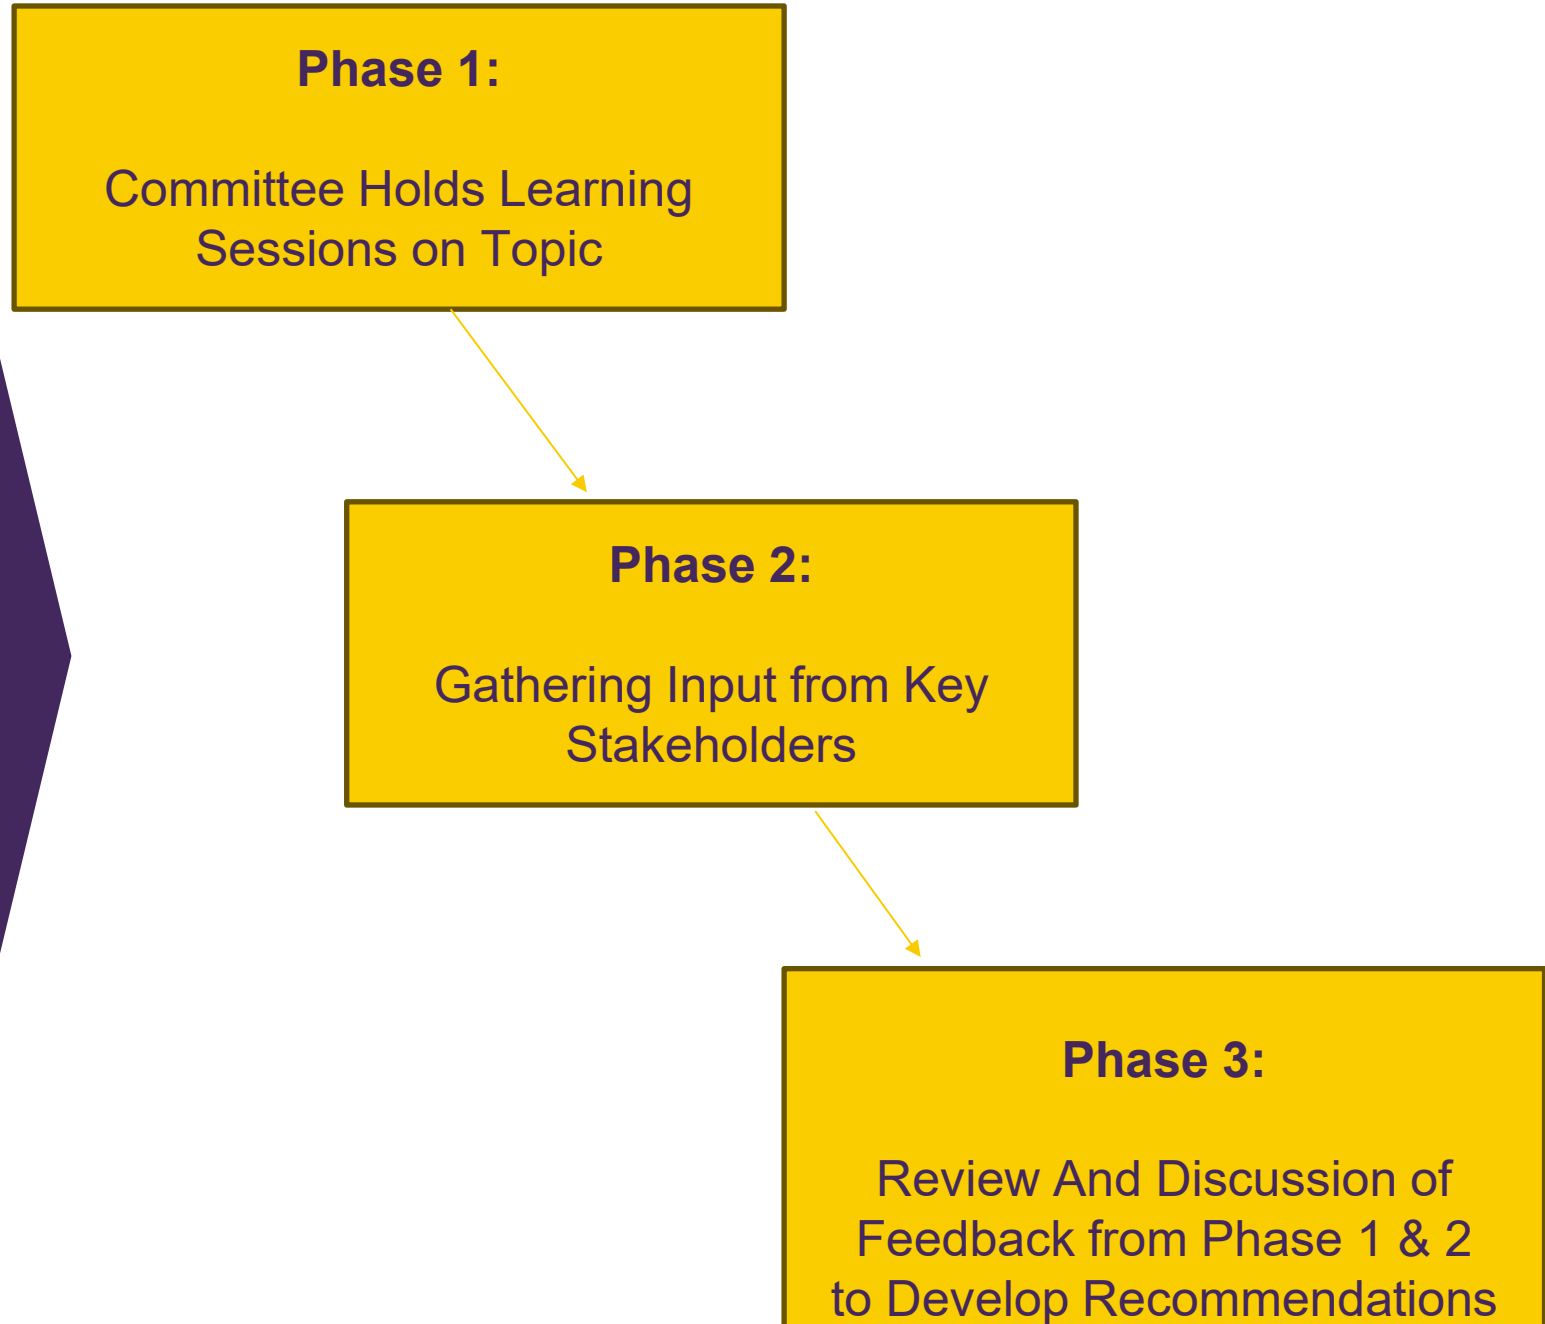 Phase 1:
Committee Holds Learning
Sessions on Topic
Phase 2:
Gathering Input from Key
Stakeholders
Phase 3:
Review And Discussion of
Feedback from Phase 1 & 2
to Develop Recommendations